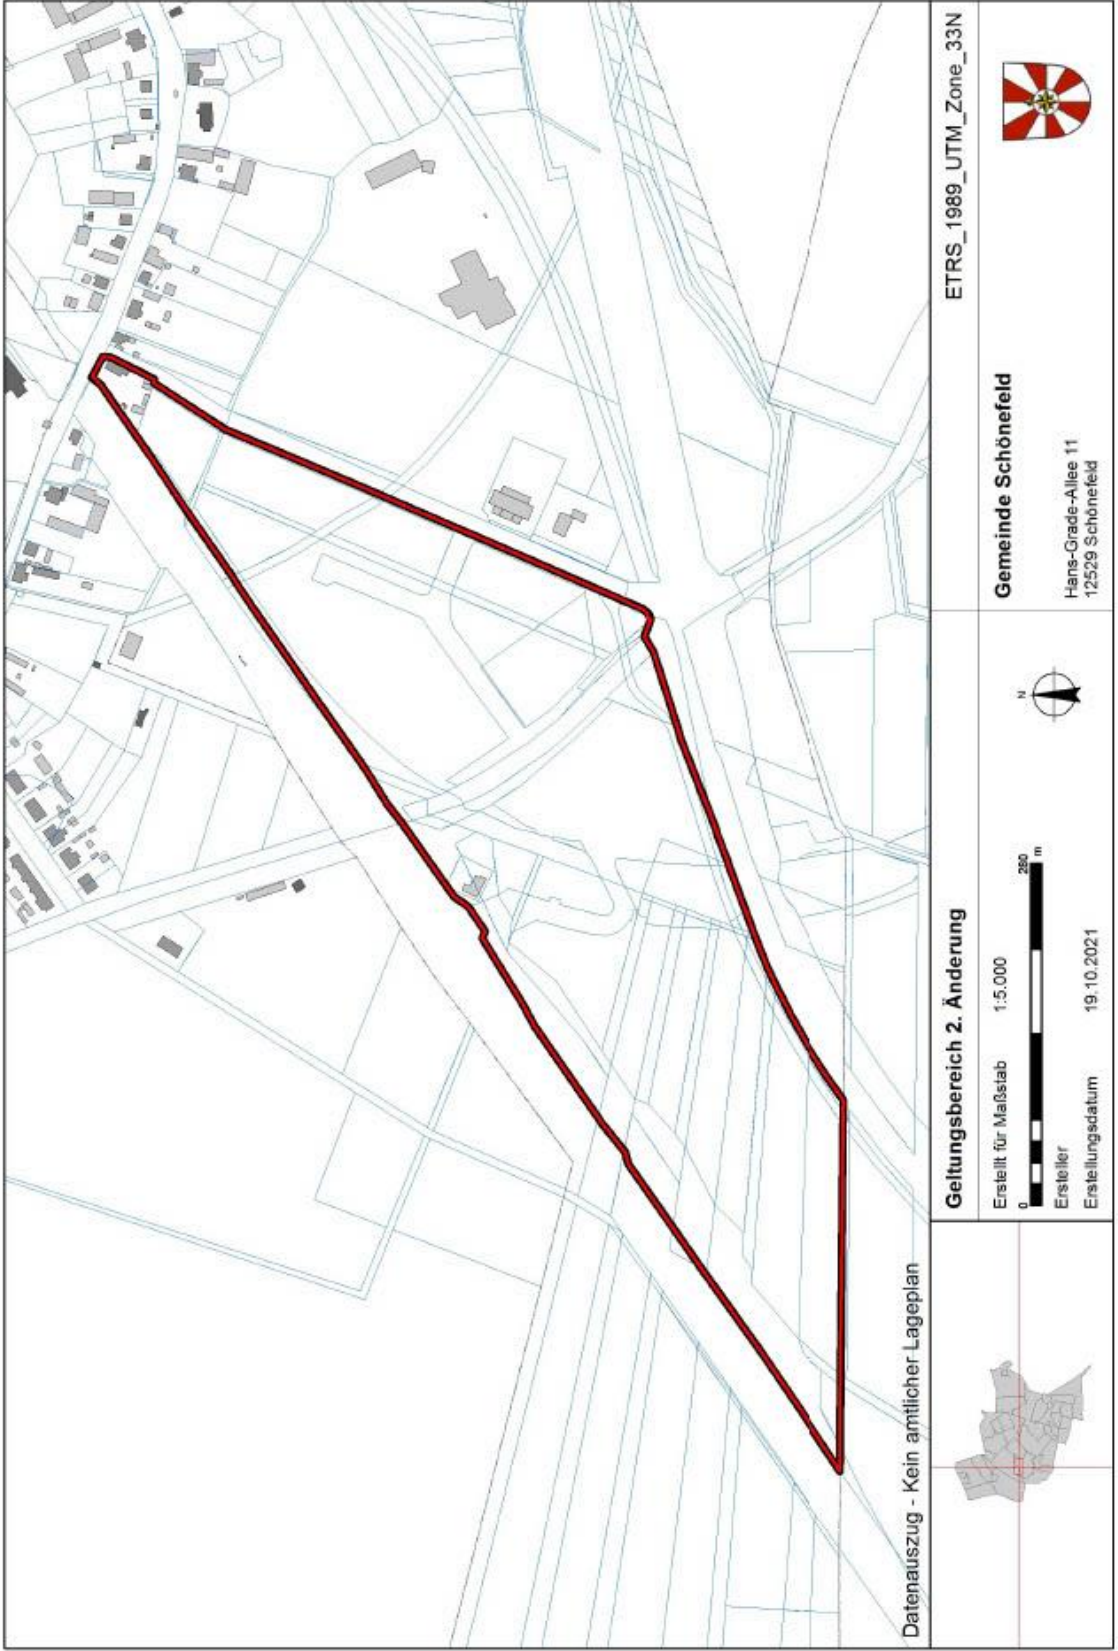 Datenauszug - Kein amtlicher Lageplan
Geltungsbereich 2. Änderung
Erstellt für Maßstab 1:5.000
0 280
m
Ersteller
Erstellungsdatum 19.10.2021
N
ETRS_1989_UTM_Zone_33N
Gemeinde Schönefeld
Hans-Grade-Allee 11
12529 Schönefeld